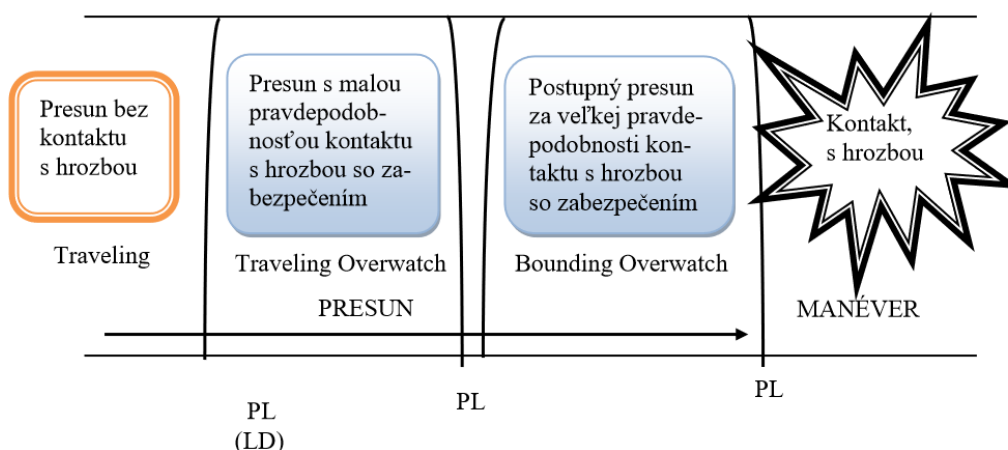 Presun bez
kontaktu
s hrozbou
Traveling
Presun s malou
pravdepodob-
nosťou kontaktu
s hrozbou so za-
bezpečením
Traveling Overwatch
Postupný presun
za veľkej pravde-
podobnosti kon-
taktu s hrozbou
so zabezpečením
Bounding Overwatch
Kontakt,
s hrozbou
PRESUN
MANÉVER
PL
(LD)
PL
PL